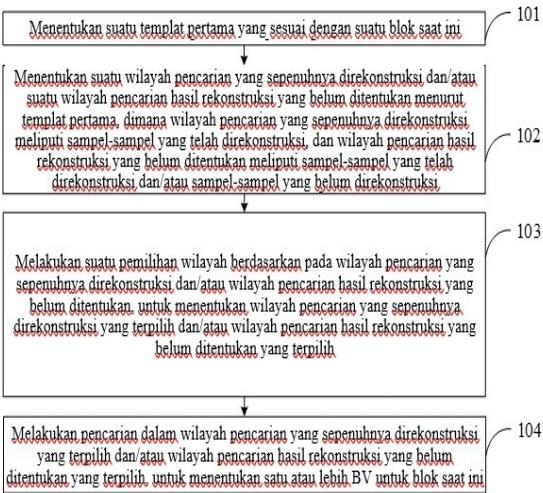 Menentukan suatu templat pertama yang sesuai dengan suatu blok saat ini
101
Menentukan suatu wilayah pencarian yang sepenuhnya direkonstruksi dan/atau
suatu wilayah pencarian hasil rekonstruksi yang belum ditentukan menurut
templat pertama, dimana wilayah pencarian yang sepenuhnya direkonstruksi
meliputi sampel-sampel yang telah direkonstruksi, dan wilayah pencarian hasil
rekonstruksi yang belum ditentukan meliputi sampel-sampel yang telah
direkonstruksi dan/atau sampel-sampel yang belum direkonstruksi
102
Melakukan suatu pemilihan wilayah berdasarkan pada wilayah pencarian yang
sepenuhnya direkonstruksi dan/atau wilayah pencarian hasil rekonstruksi yang
belum ditentukan, untuk menentukan wilayah pencarian yang sepenuhnya
direkonstruksi yang terpilih dan/atau wilayah pencarian hasil rekonstruksi yang
belum ditentukan yang terpilih
103
Melakukan pencarian dalam wilayah pencarian yang sepenuhnya direkonstruksi
yang terpilih dan/atau wilayah pencarian hasil rekonstruksi yang belum
ditentukan yang terpilih, untuk menentukan satu atau lebih BV untuk blok saat ini
104